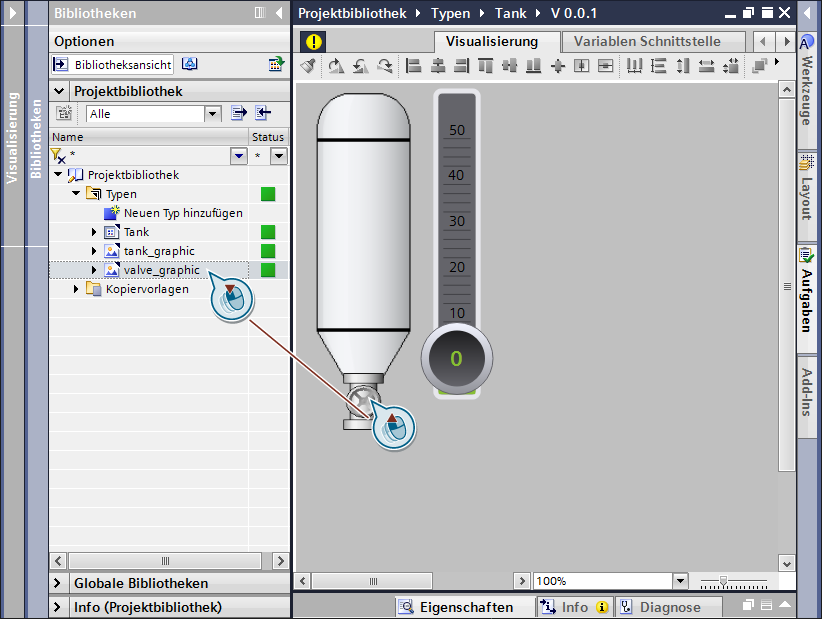 Visualisierung
Bibliotheken
Bibliotheken
Optionen
Bibliotheksansicht
Projektbibliothek
Alle
Name Status
* *
Projektbibliothek
Typen
Neuen Typ hinzufügen
Tank
tank_graphic
valve_graphic
Kopiervorlagen
Globale Bibliotheken
Info (Projektbibliothek)
Projektbibliothek Typen Tank V 0.0.1
Visualisierung Variablen Schnittstelle
50
40
30
20
10
0
100%
Eigenschaften Info Diagnose
Werkzeuge
Layout
Aufgaben
Add-Ins